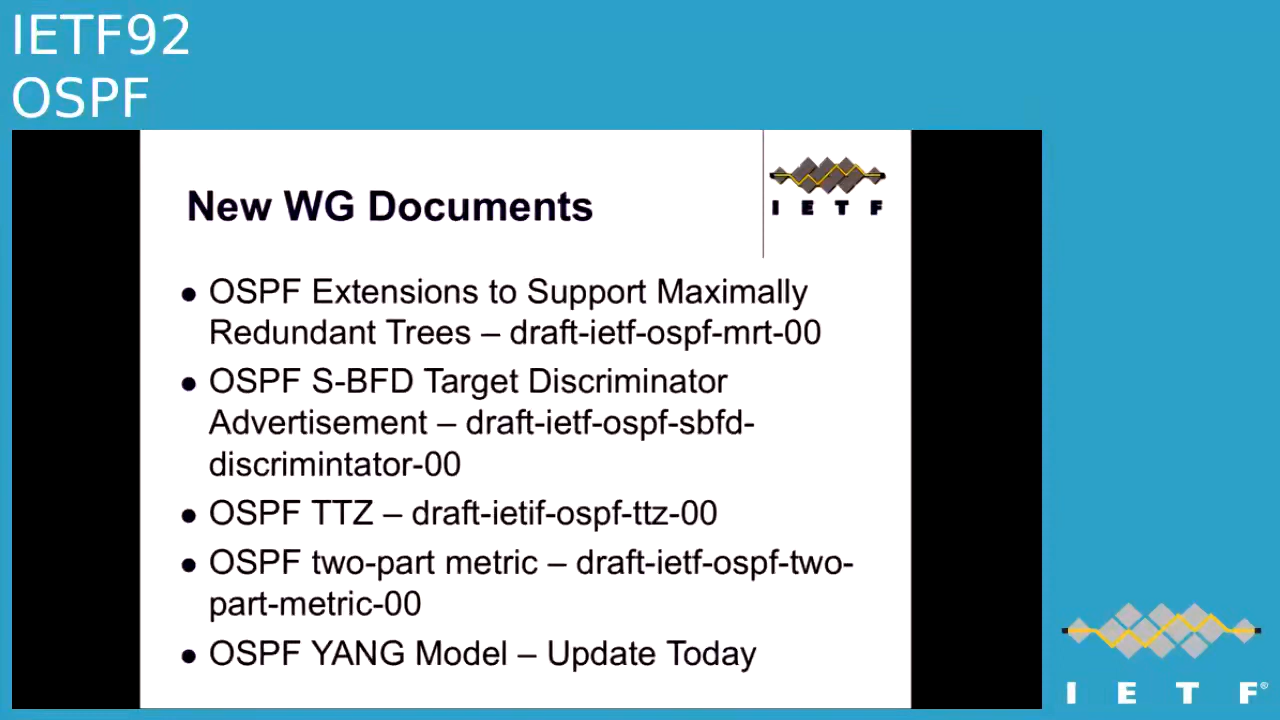 IETF92
OSPF
New WG Documents
I E T F
● OSPF Extensions to Support Maximally
Redundant Trees – draft-ietf-ospf-mrt-00
● OSPF S-BFD Target Discriminator
Advertisement – draft-ietf-ospf-sbfd-
discrimintator-00
● OSPF TTZ – draft-ietif-ospf-ttz-00
● OSPF two-part metric – draft-ietf-ospf-two-
part-metric-00
● OSPF YANG Model – Update Today
I E T F®